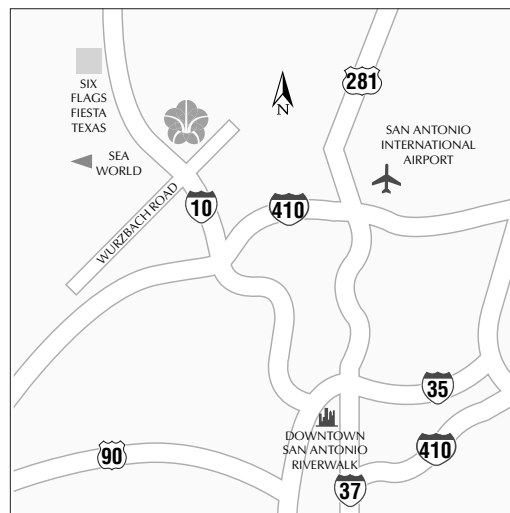 281
SIX
FLAGS
FIESTA
TEXAS
N
SAN ANTONIO
INTERNATIONAL
AIRPORT
SEA
WORLD
WURZBACH ROAD
10
410
35
DOWNTOWN
SAN ANTONIO
RIVERWALK
410
90
37